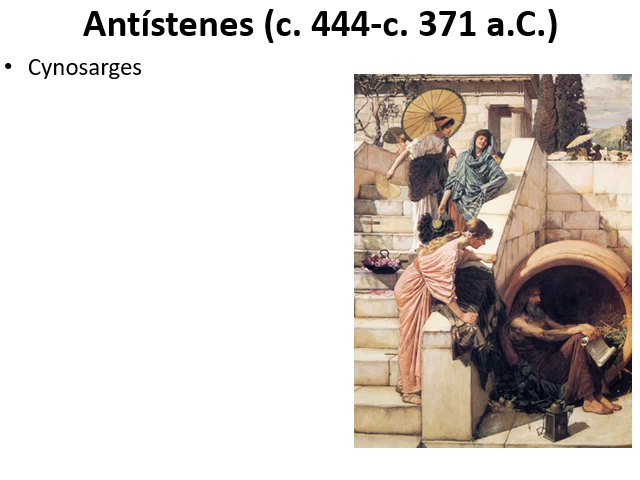 Antístenes (c. 444-c. 371 a.C.)
• Cynosarges